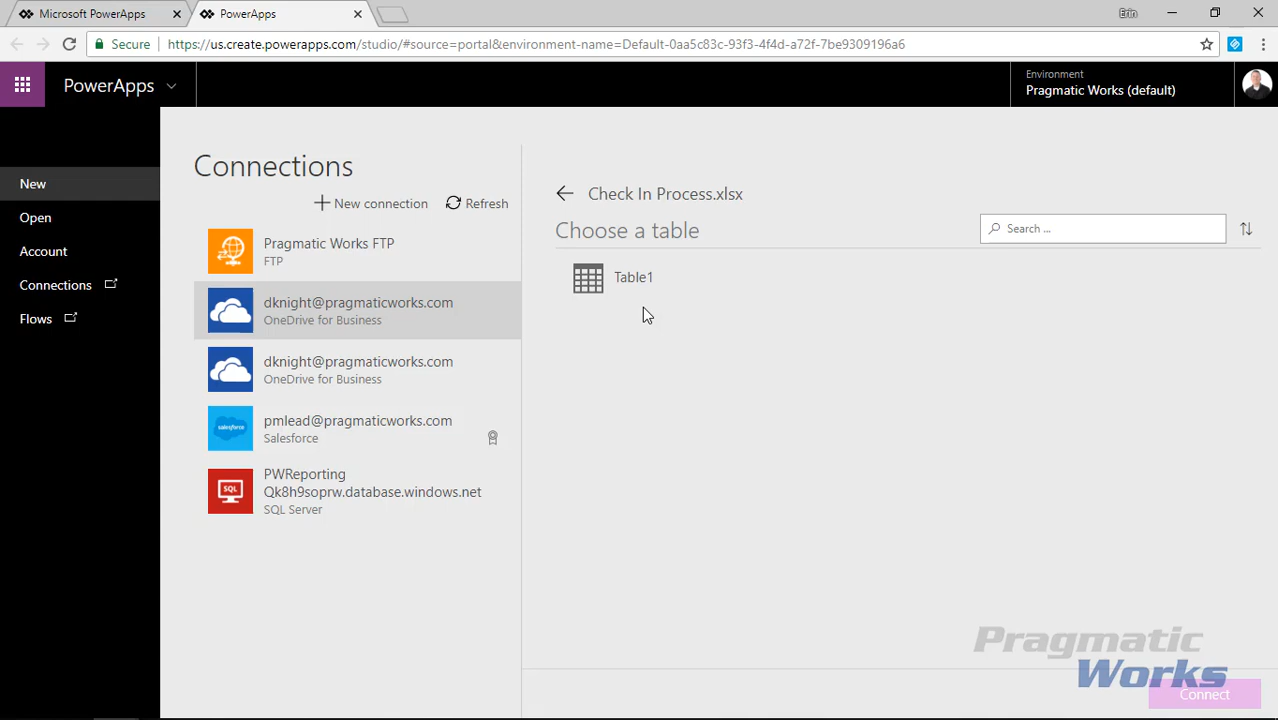 Microsoft PowerApps
PowerApps
Erin
Secure
https://us.create.powerapps.com/studio/#source=portal&environment-name=Default-0aa5c83c-93f3-4f4d-a72f-7be9309196a6
PowerApps
Environment
Pragmatic Works (default)
New
Open
Account
Connections
Flows
Connections
New connection
Refresh
Pragmatic Works FTP
FTP
dknight@pragmaticworks.com
OneDrive for Business
dknight@pragmaticworks.com
OneDrive for Business
salesforce
pmlead@pragmaticworks.com
Salesforce
SQL
PWReporting
Qk8h9soprw.database.windows.net
SQL Server
Check In Process.xlsx
Choose a table
Search ...
Table1
Pragmatic
Works
Connect